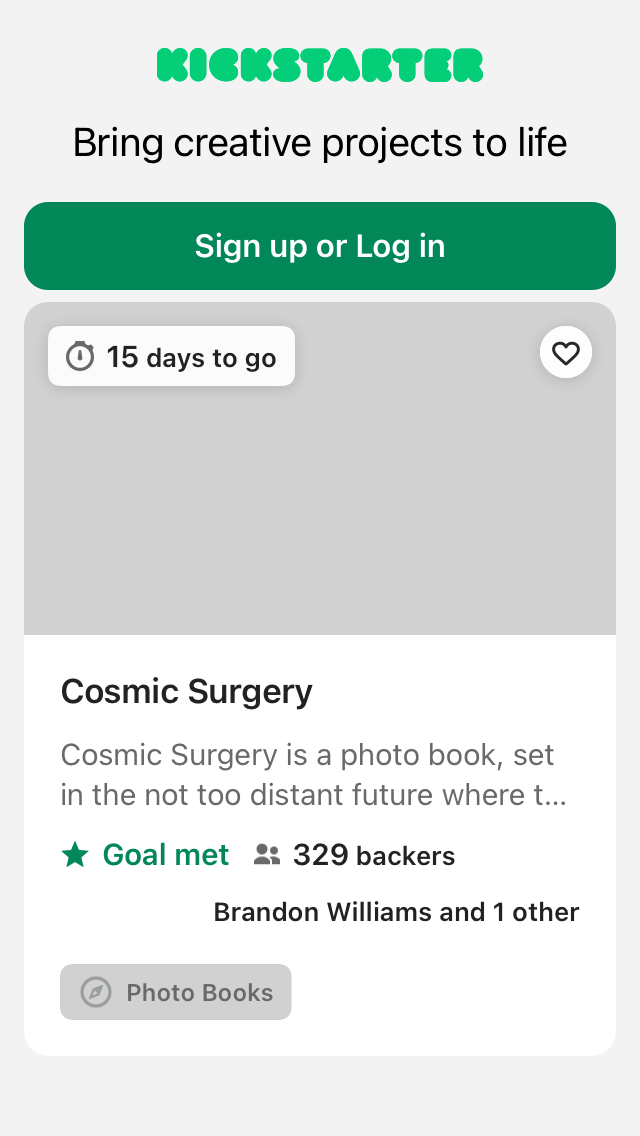 KICKSTARTER
Bring creative projects to life
Sign up or Log in
15 days to go
Cosmic Surgery
Cosmic Surgery is a photo book, set
in the not too distant future where t...
Goal met 329 backers
Brandon Williams and 1 other
Photo Books